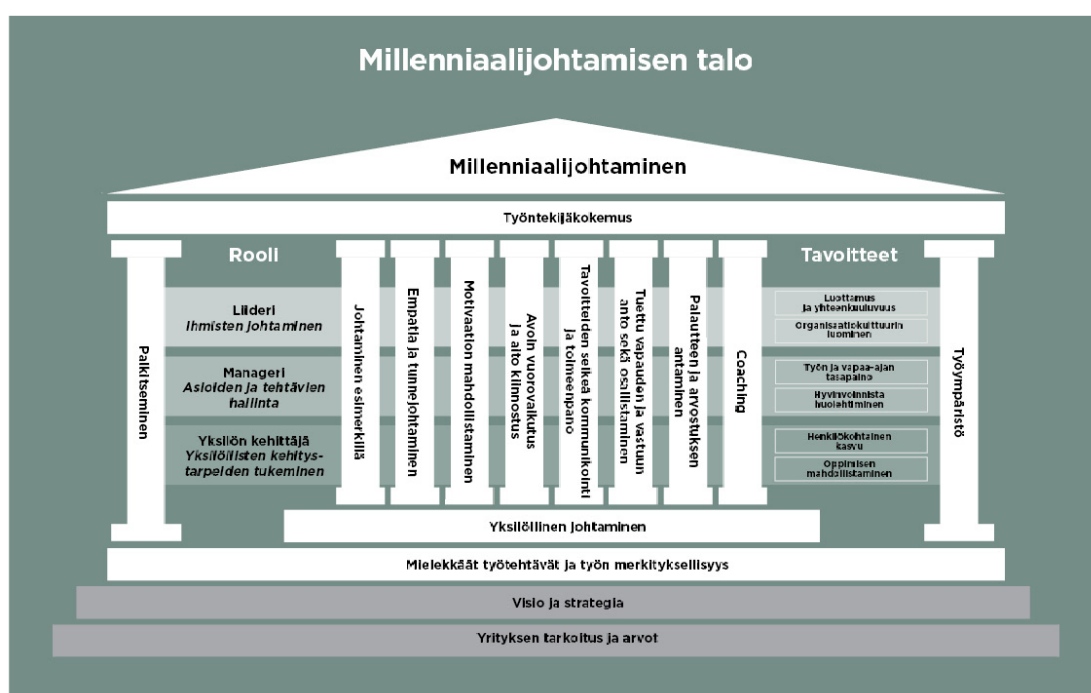 Millenniaalijohtamisen talo
Millenniaalijohtaminen
Työntekijäkokemus
Palkitseminen
Rooli
Liideri
Ihmisten johtaminen
Manageri
Asioiden ja tehtävien
hallinta
Yksilön kehittäjä
Yksilöllisten kehitys-
tarpeiden tukeminen
Johtaminen esimerkillä
Empatia ja tunnejohtaminen
Motivaation mahdollistaminen
Avoin vuorovaikutus
ja aito kiinnostus
Tavoitteiden selkeä kommunikointi
ja toimeenpano
Tuettu vapauden ja vastuun
anto sekä osallistaminen
Palautteen ja arvostuksen
antaminen
Coaching
Tavoitteet
Luottamus
ja yhteenkuuluvuus
Organisaatiokulttuurin
luominen
Työn ja vapaa-ajan
tasapaino
Hyvinvoinnista
huolehtiminen
Henkilökohtainen
kasvu
Oppimisen
mahdollistaminen
Työympäristö
Yksilöllinen johtaminen
Mielekkäät työtehtävät ja työn merkityksellisyys
Visio ja strategia
Yrityksen tarkoitus ja arvot